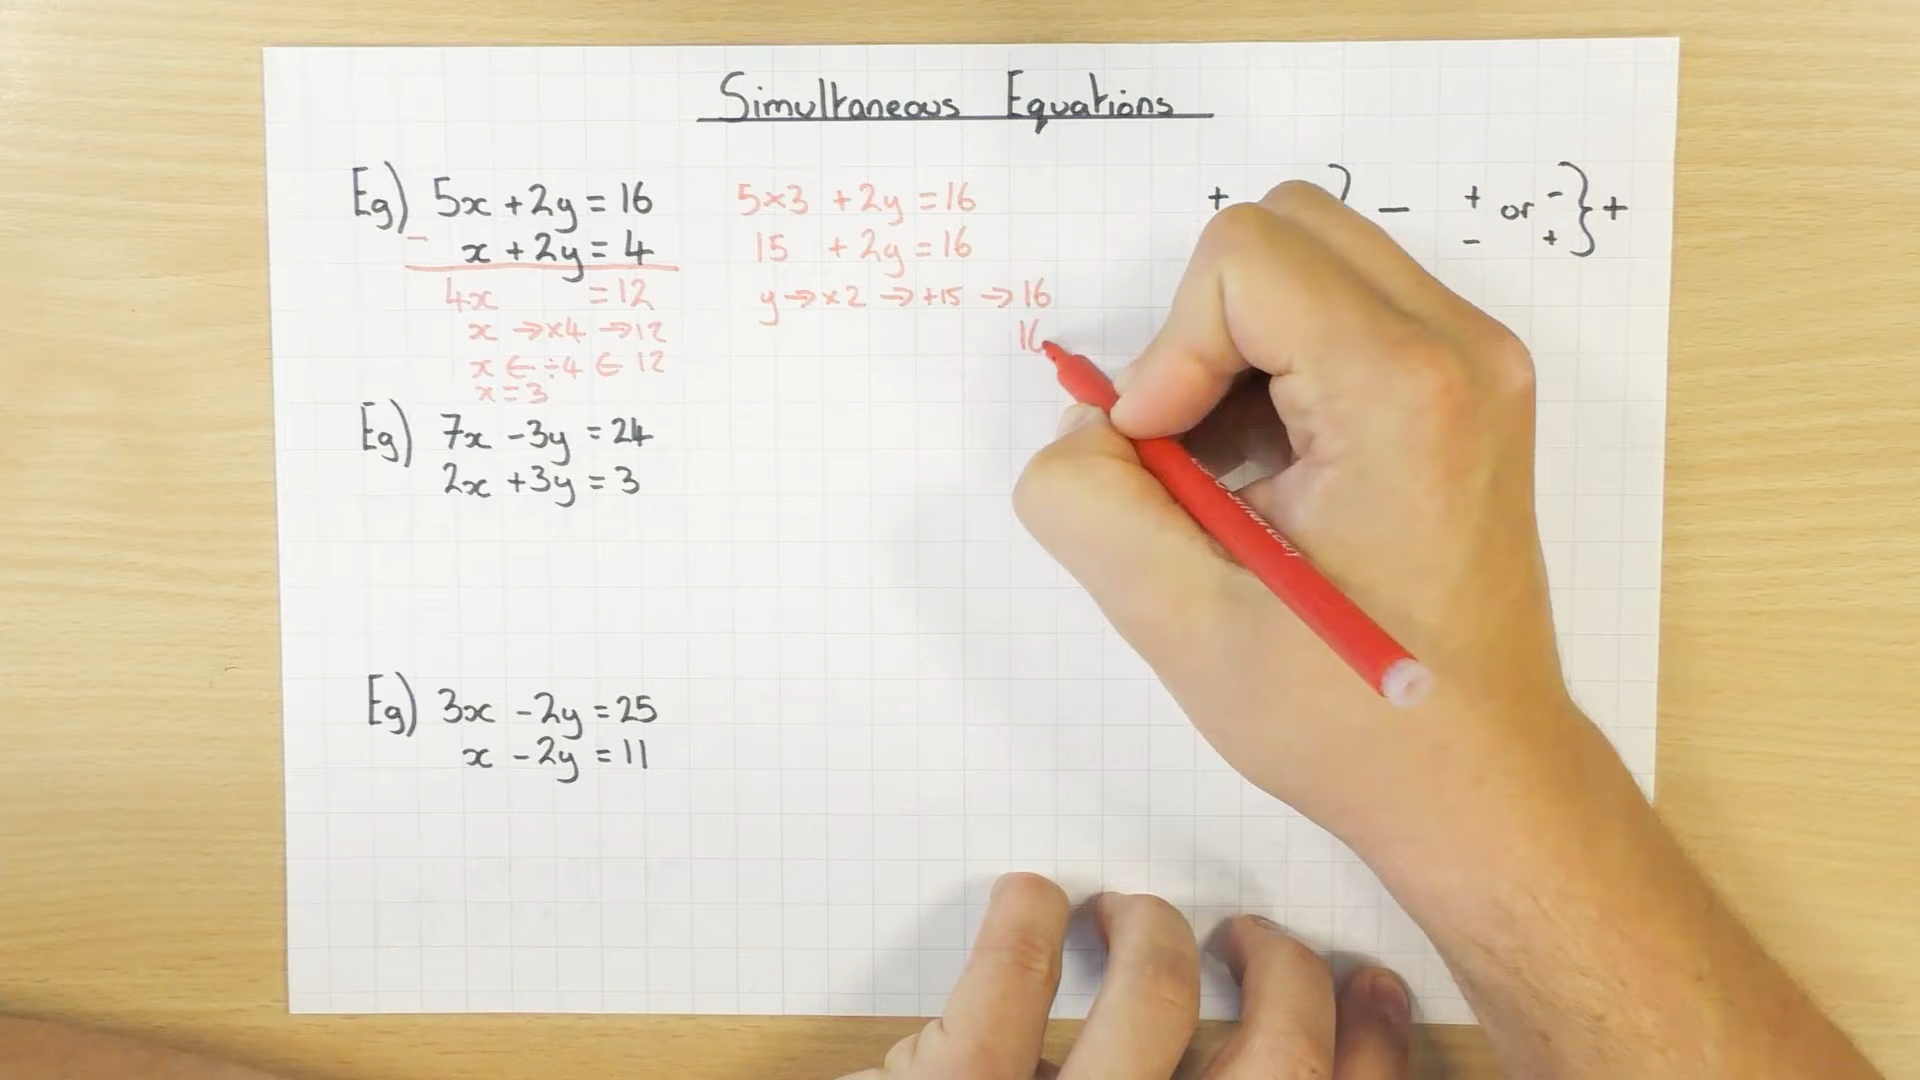 Simultaneous Equations
Eg) 5x + 2y = 16
- x + 2y = 4
4x = 12
x → ×4 → 12
x ← ÷4 ← 12
x = 3
5×3 + 2y = 16
15 + 2y = 16
y → ×2 → +15 → 16
16
+ } -
+ or - } +
- +
Eg) 7x - 3y = 24
2x + 3y = 3
Eg) 3x - 2y = 25
x - 2y = 11